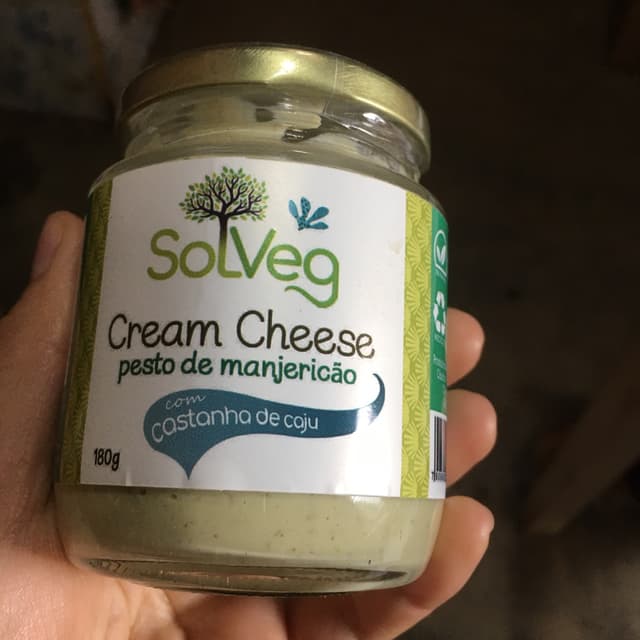 SolVeg
Cream Cheese
pesto de manjericão
com
castanha de caju
180g